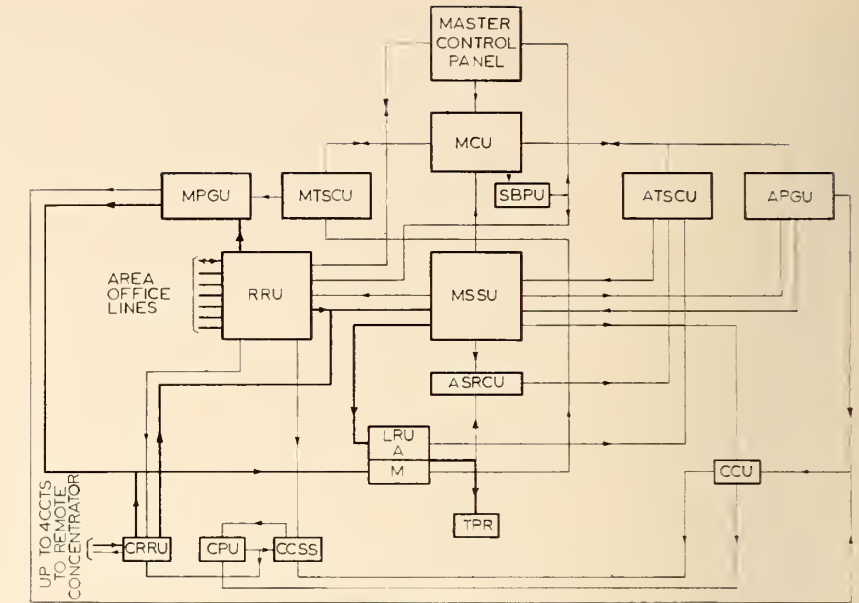 MASTER
CONTROL
PANEL
MCU
SBPU
MPGU
MTSCU
ATSCU
APGU
AREA
OFFICE
LINES
RRU
MSSU
ASRCU
LRU
A
M
TPR
CCU
UP TO 4CCTS
TO REMOTE
CONCENTRATOR
CRRU
CPU
CCSS